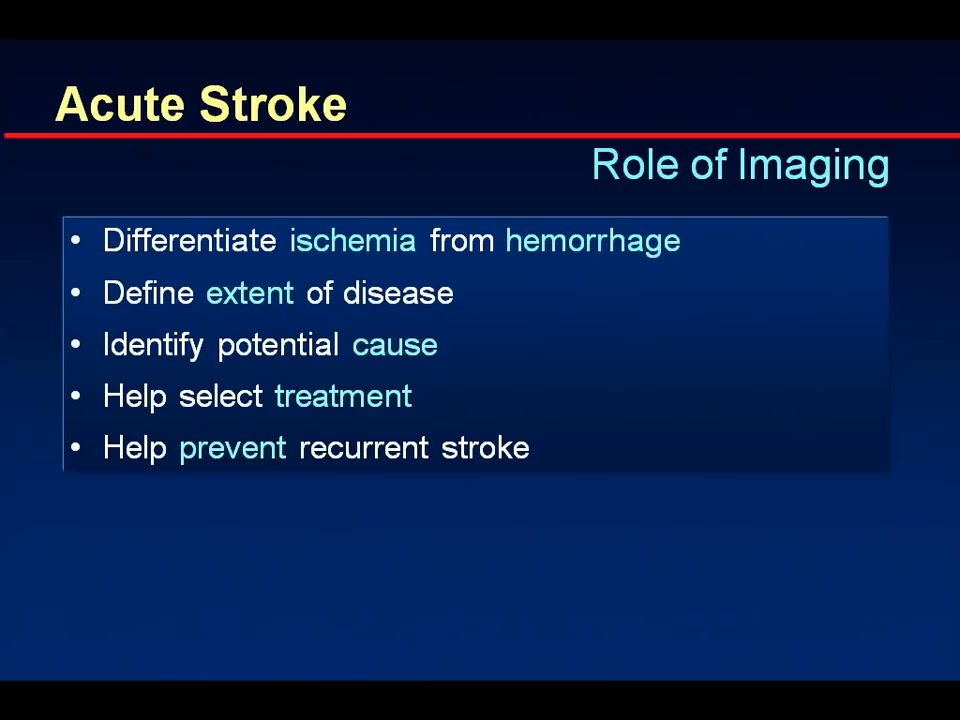 Acute Stroke
Role of Imaging
• Differentiate ischemia from hemorrhage
• Define extent of disease
• Identify potential cause
• Help select treatment
• Help prevent recurrent stroke